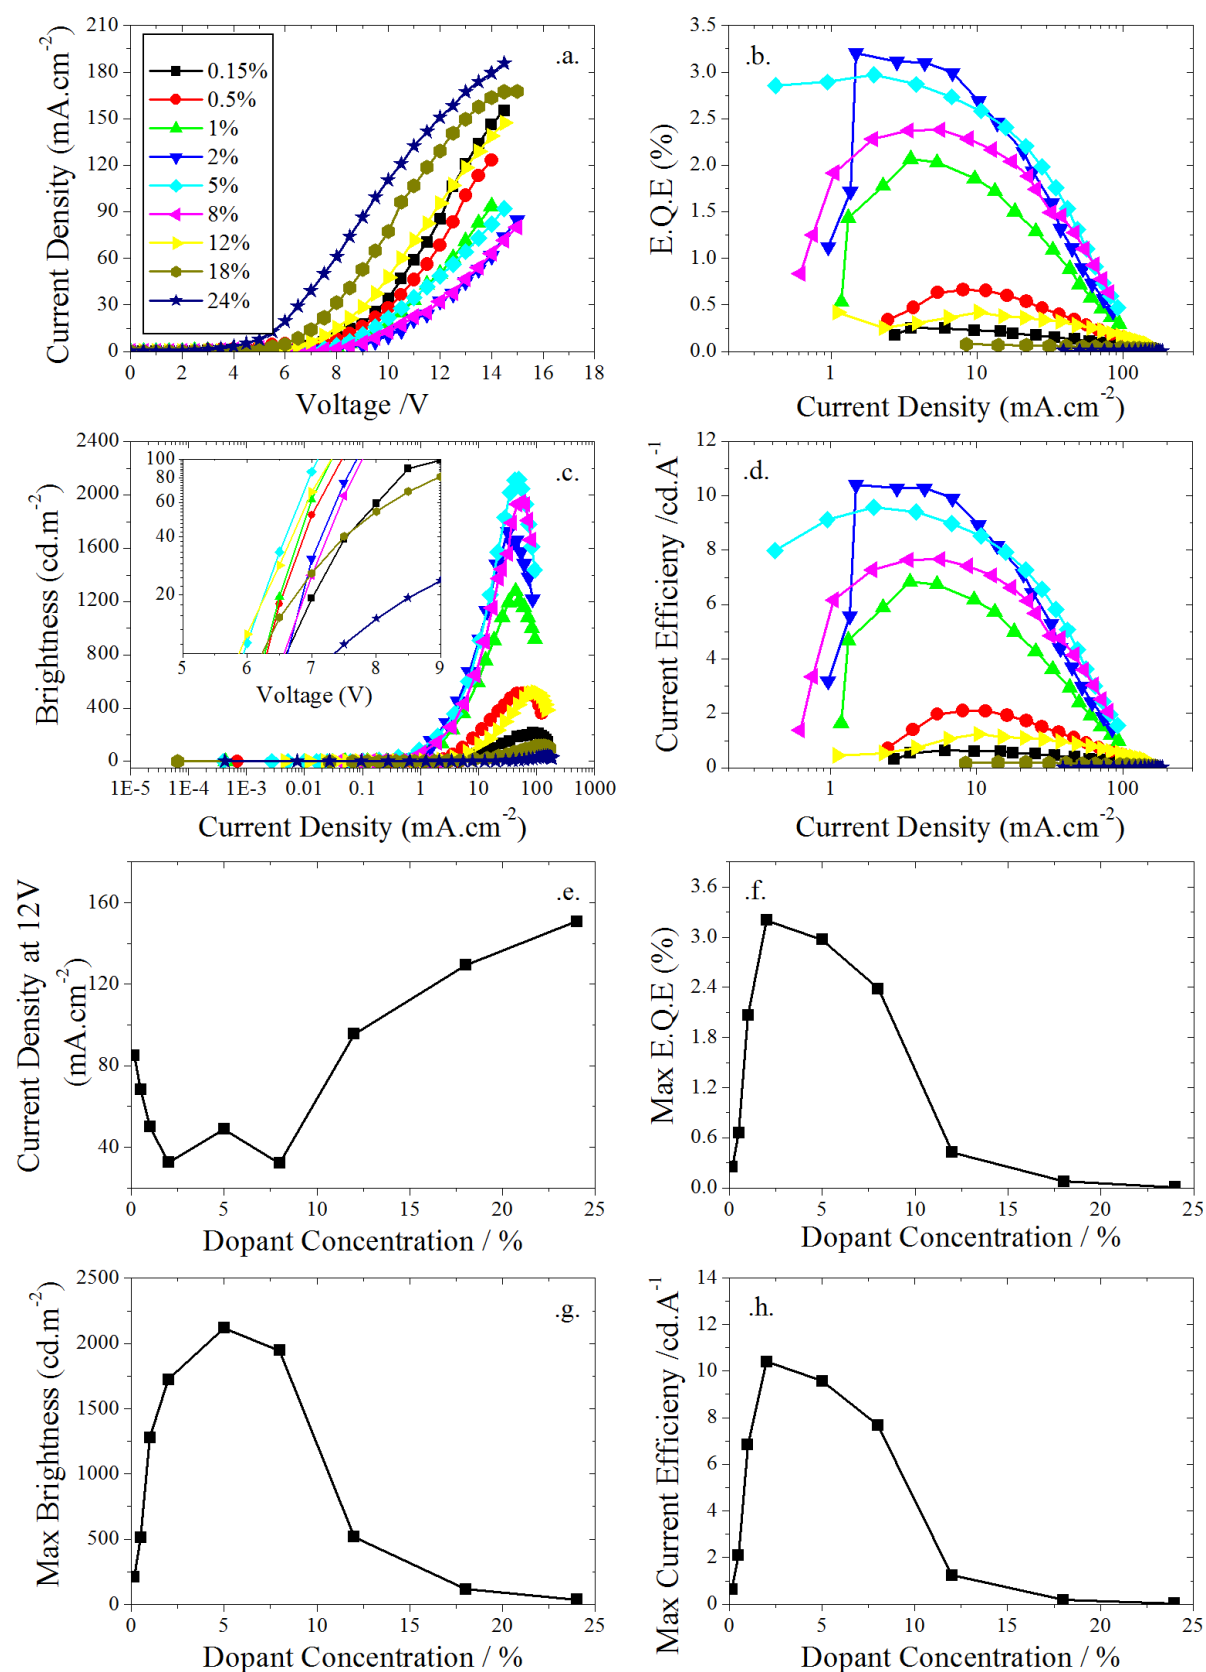 .a.
Current Density (mA.cm-2)
210
180
150
120
90
60
30
0
0.15%
0.5%
1%
2%
5%
8%
12%
18%
24%
0 2 4 6 8 10 12 14 16 18
Voltage /V
.b.
E.Q.E (%)
3.5
3.0
2.5
2.0
1.5
1.0
0.5
0.0
1 10 100
Current Density (mA.cm-2)
.c.
Brightness (cd.m-2)
2400
2000
1600
1200
800
400
0
100
80
60
40
20
5 6 7 8 9
Voltage (V)
1E-5 1E-4 1E-3 0.01 0.1 1 10 100 1000
Current Density (mA.cm-2)
.d.
Current Efficieny /cd.A-1
12
10
8
6
4
2
0
1 10 100
Current Density (mA.cm-2)
.e.
Current Density at 12V
(mA.cm-2)
160
120
80
40
0 5 10 15 20 25
Dopant Concentration / %
.f.
Max E.Q.E (%)
3.6
3.0
2.4
1.8
1.2
0.6
0.0
0 5 10 15 20 25
Dopant Concentration / %
.g.
Max Brightness (cd.m-2)
2500
2000
1500
1000
500
0
0 5 10 15 20 25
Dopant Concentration / %
.h.
Max Current Efficieny /cd.A-1
14
12
10
8
6
4
2
0
0 5 10 15 20 25
Dopant Concentration / %